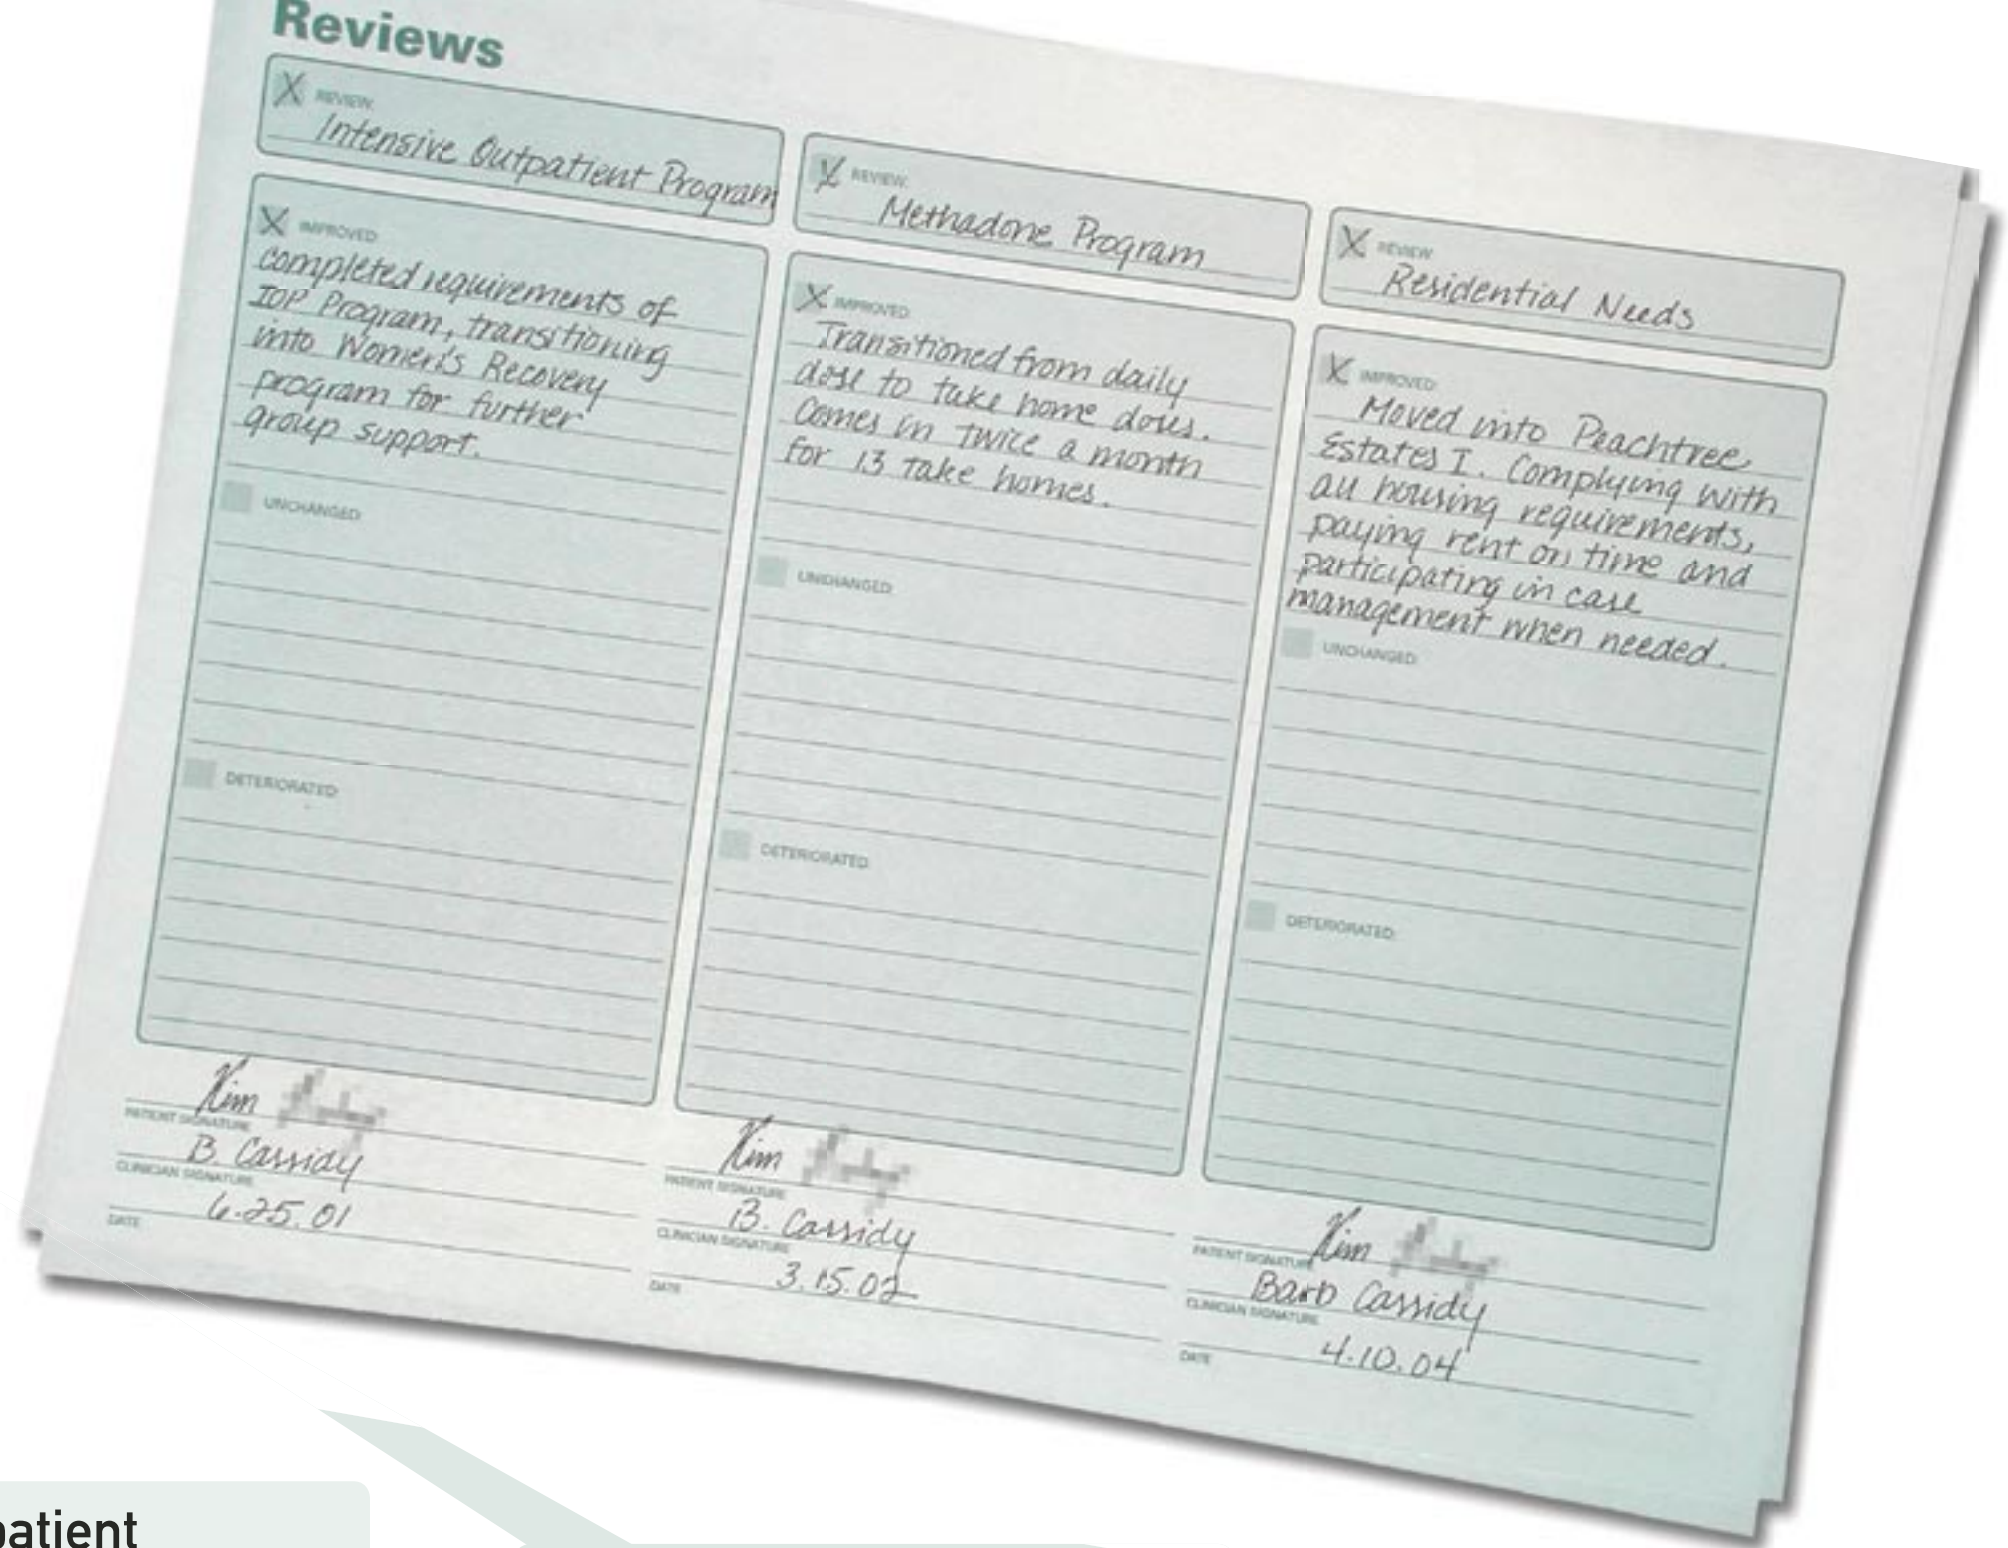 Reviews
X REVIEW:
Intensive Outpatient Program
X IMPROVED:
completed requirements of
IOP Program, transitioning
into Women's Recovery
program for further
group support.
UNCHANGED:
DETERIORATED:
Kim
PATIENT SIGNATURE
B. Cassidy
CLINICIAN SIGNATURE
6.25.01
DATE
X REVIEW:
Methadone Program
X IMPROVED:
Transitioned from daily
dose to take home doses.
Comes in twice a month
for 13 take homes.
UNCHANGED:
DETERIORATED:
Kim
PATIENT SIGNATURE
B. Cassidy
CLINICIAN SIGNATURE
3.15.02
DATE
X REVIEW:
Residential Needs
X IMPROVED:
Moved into Peachtree
Estates I. Complying with
all housing requirements,
paying rent on time and
participating in case
management when needed.
UNCHANGED:
DETERIORATED:
Kim
PATIENT SIGNATURE
Barb Cassidy
CLINICIAN SIGNATURE
4.10.04
DATE
patient